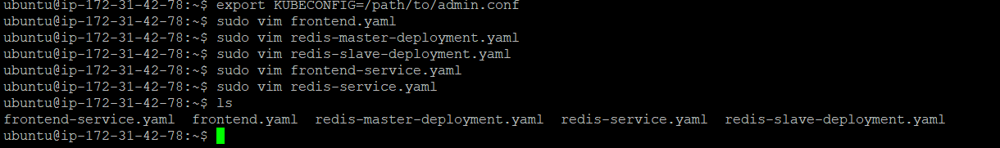 ubuntu@ip-172-31-42-78:~$ export KUBECONFIG=/path/to/admin.conf
ubuntu@ip-172-31-42-78:~$ sudo vim frontend.yaml
ubuntu@ip-172-31-42-78:~$ sudo vim redis-master-deployment.yaml
ubuntu@ip-172-31-42-78:~$ sudo vim redis-slave-deployment.yaml
ubuntu@ip-172-31-42-78:~$ sudo vim frontend-service.yaml
ubuntu@ip-172-31-42-78:~$ sudo vim redis-service.yaml
ubuntu@ip-172-31-42-78:~$ ls
frontend-service.yaml  frontend.yaml  redis-master-deployment.yaml  redis-service.yaml  redis-slave-deployment.yaml
ubuntu@ip-172-31-42-78:~$